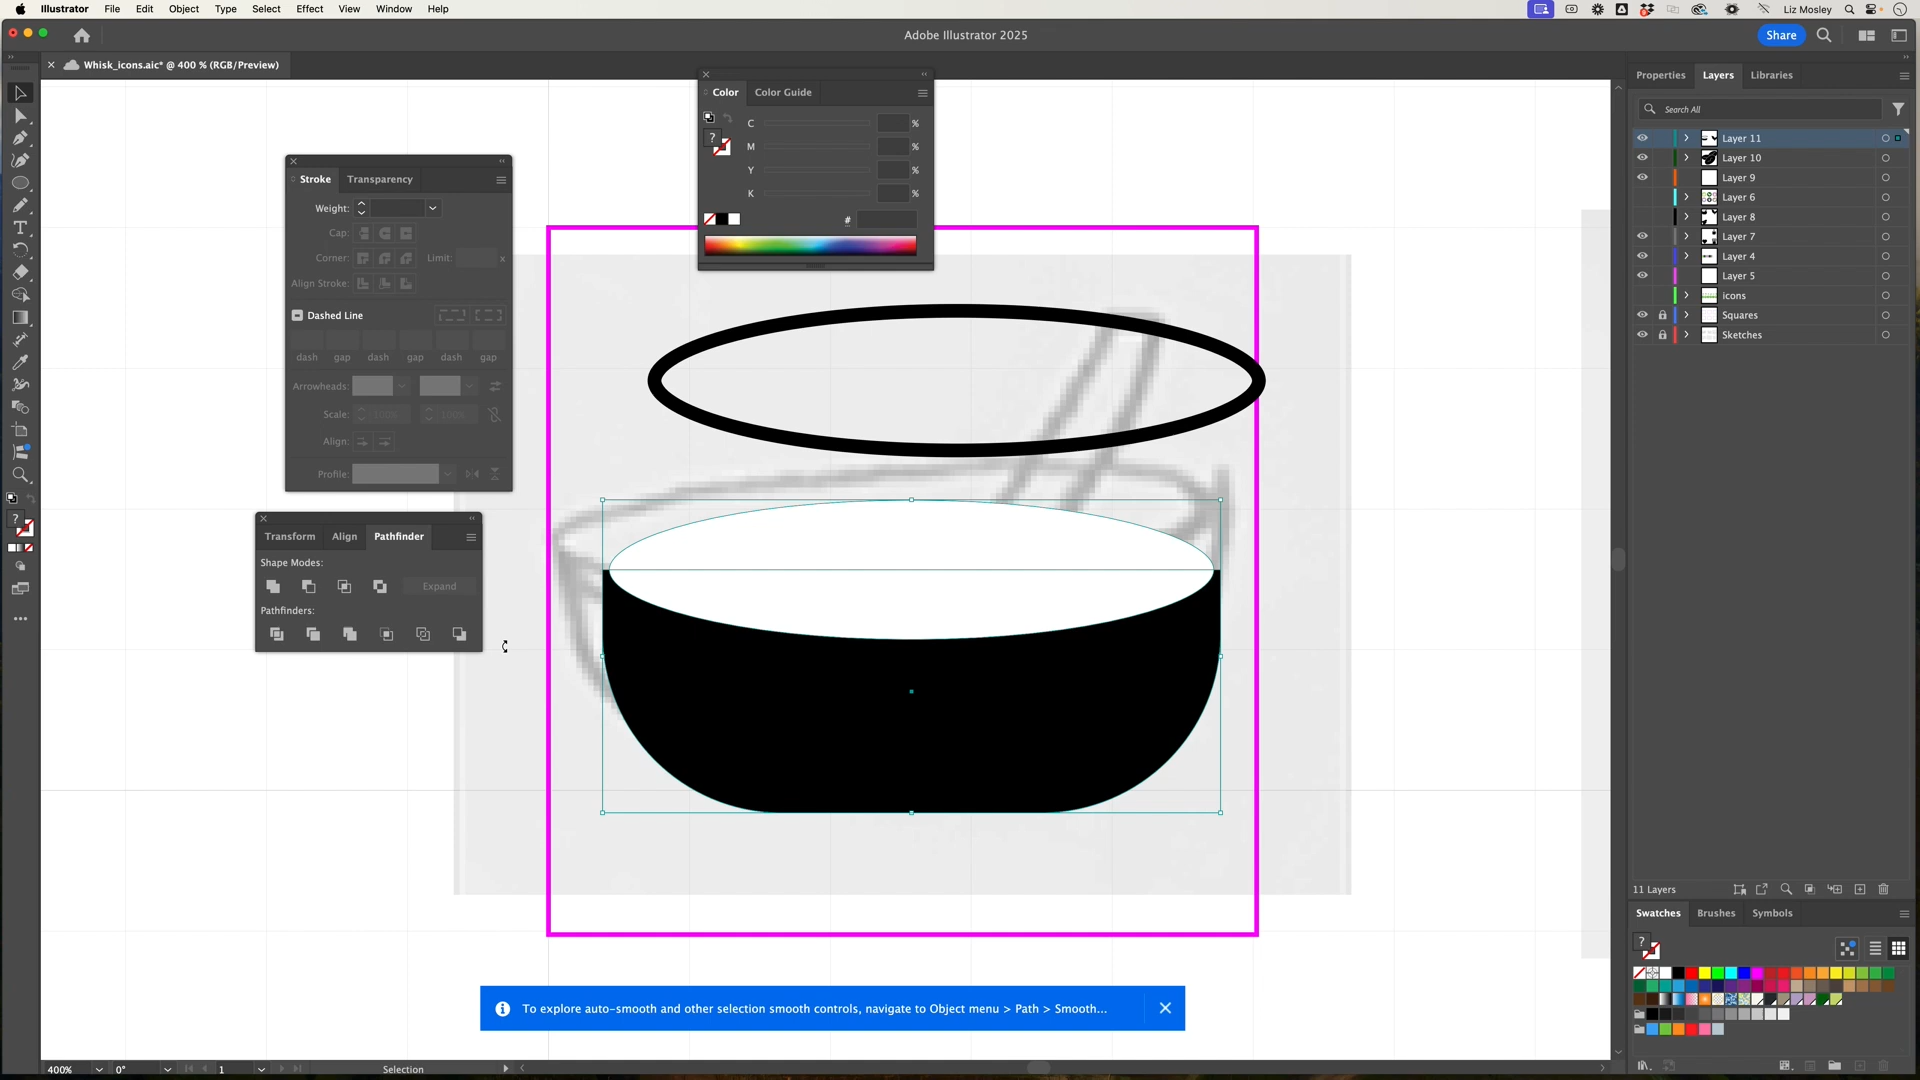 Illustrator File Edit Object Type Select Effect View Window Help
Liz Mosley
Adobe Illustrator 2025
Share
Whisk_icons.aic* @ 400 % (RGB/Preview)
Color Color Guide
C %
M %
Y %
K %
#
Stroke Transparency
Weight:
Cap:
Corner: Limit: x
Align Stroke:
Dashed Line
dash gap dash gap dash gap
Arrowheads:
Scale: 100% 100%
Align:
Profile:
Transform Align Pathfinder
Shape Modes:
Expand
Pathfinders:
Properties Layers Libraries
Search All
Layer 11
Layer 10
Layer 9
Layer 6
Layer 8
Layer 7
Layer 4
Layer 5
icons
Squares
Sketches
11 Layers
Swatches Brushes Symbols
?
To explore auto-smooth and other selection smooth controls, navigate to Object menu > Path > Smooth...
400% 0° 1 Selection